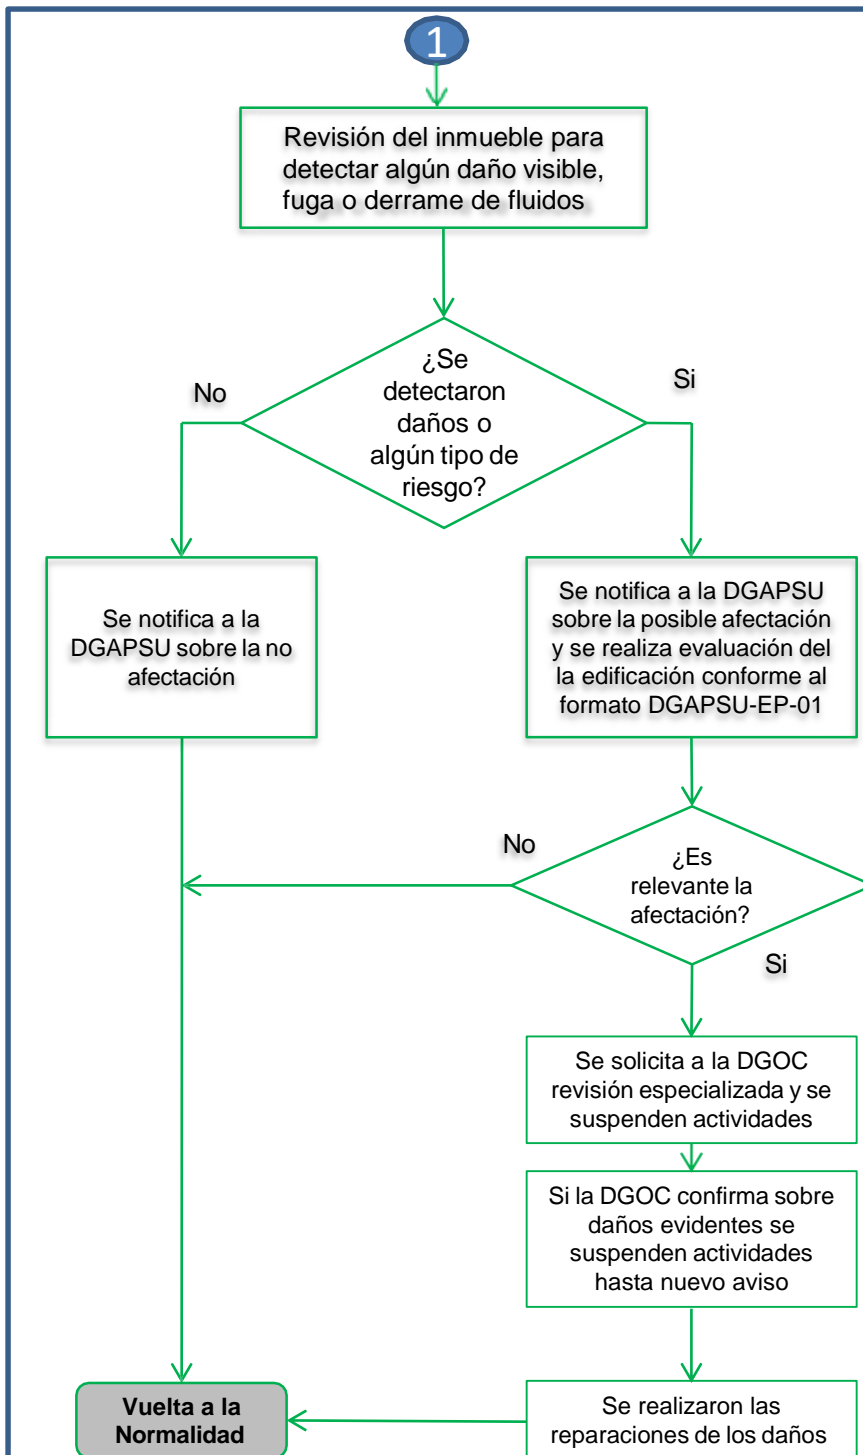 1
Revisión del inmueble para
detectar algún daño visible,
fuga o derrame de fluidos
¿Se
detectaron
daños o
algún tipo de
riesgo?
No
Si
Se notifica a la
DGAPSU sobre la no
afectación
Se notifica a la DGAPSU
sobre la posible afectación
y se realiza evaluación del
la edificación conforme al
formato DGAPSU-EP-01
No
¿Es
relevante la
afectación?
Si
Se solicita a la DGOC
revisión especializada y se
suspenden actividades
Si la DGOC confirma sobre
daños evidentes se
suspenden actividades
hasta nuevo aviso
Vuelta a la
Normalidad
Se realizaron las
reparaciones de los daños